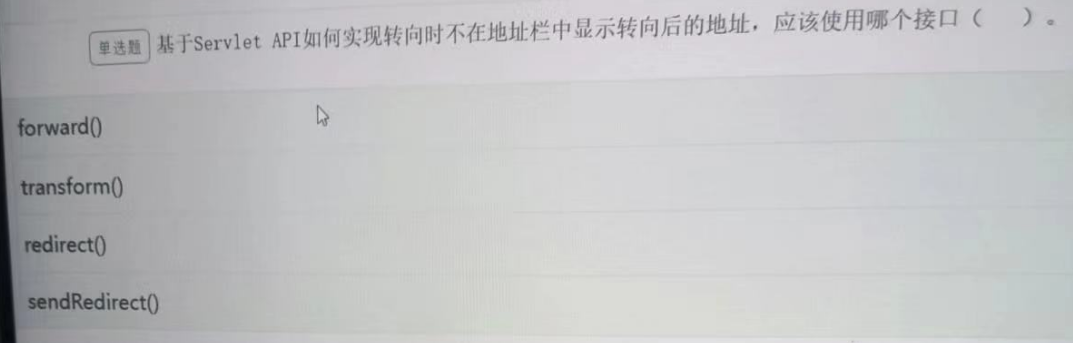 单选题 基于Servlet API如何实现转向时不在地址栏中显示转向后的地址，应该使用哪个接口（ ）。
forward()
transform()
redirect()
sendRedirect()